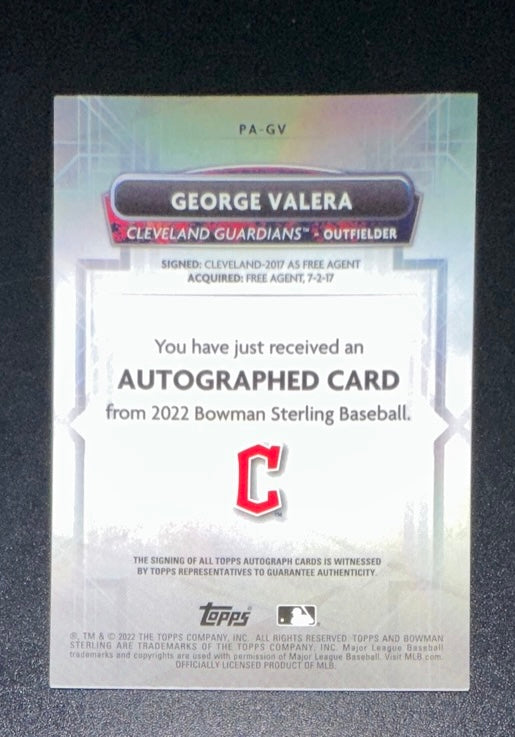 PA-GV
GEORGE VALERA
CLEVELAND GUARDIANS™ - OUTFIELDER
SIGNED: CLEVELAND-2017 AS FREE AGENT
ACQUIRED: FREE AGENT, 7-2-17
You have just received an
AUTOGRAPHED CARD
from 2022 Bowman Sterling Baseball.
C
THE SIGNING OF ALL TOPPS AUTOGRAPH CARDS IS WITNESSED
BY TOPPS REPRESENTATIVES TO GUARANTEE AUTHENTICITY.
Topps
®, TM & © 2022 THE TOPPS COMPANY, INC. ALL RIGHTS RESERVED. TOPPS AND BOWMAN
STERLING ARE TRADEMARKS OF THE TOPPS COMPANY, INC. Major League Baseball
trademarks and copyrights are used with permission of Major League Baseball. Visit MLB.com.
OFFICIALLY LICENSED PRODUCT OF MLB.